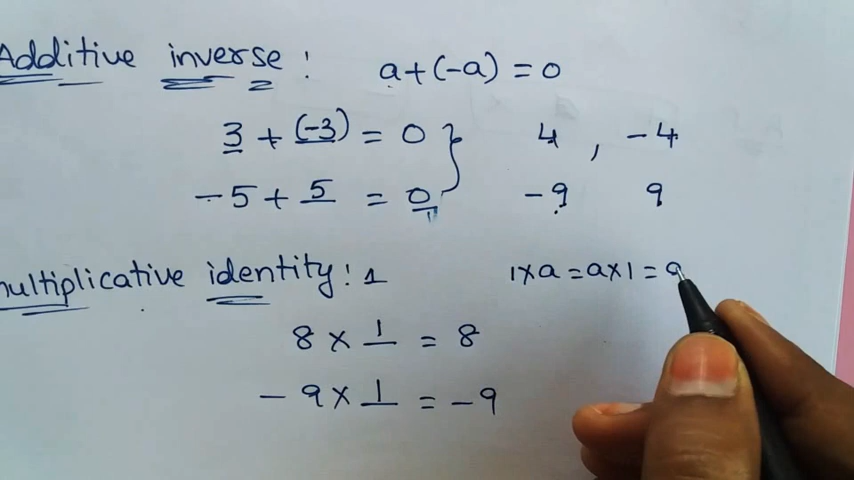 Additive inverse : a+(-a) = 0
3 + (-3) = 0 } 4 , -4
-5 + 5 = 0 -9 9
multiplicative identity : 1 1×a = a×1 = a
8 × 1 = 8
- 9 × 1 = - 9